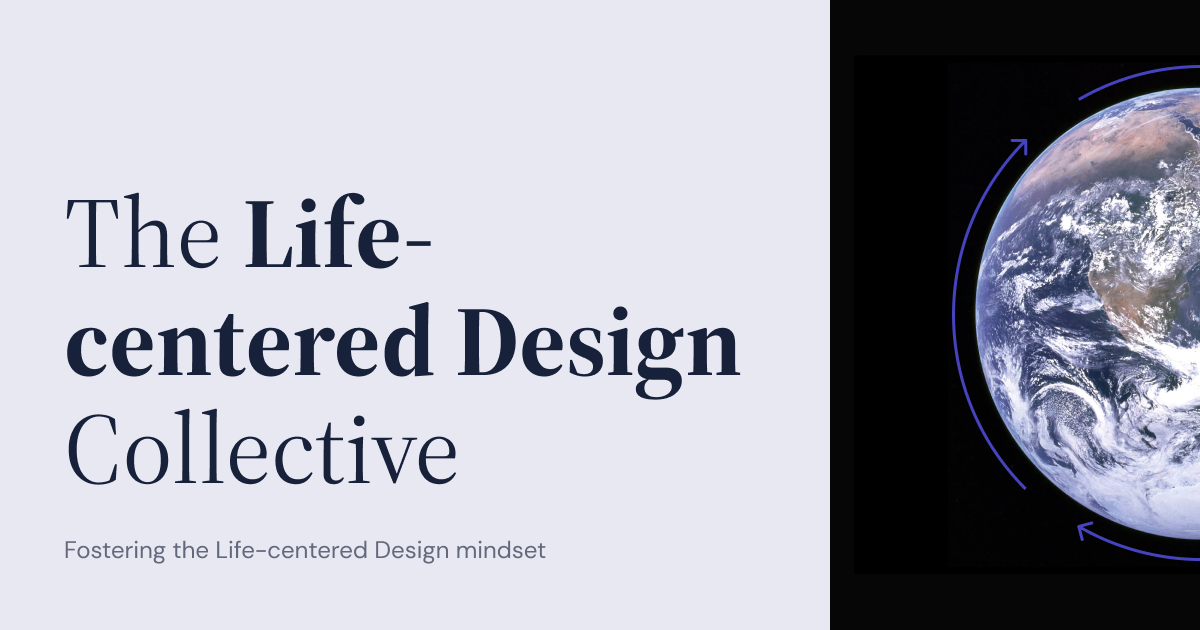 The Life-
centered Design
Collective
Fostering the Life-centered Design mindset